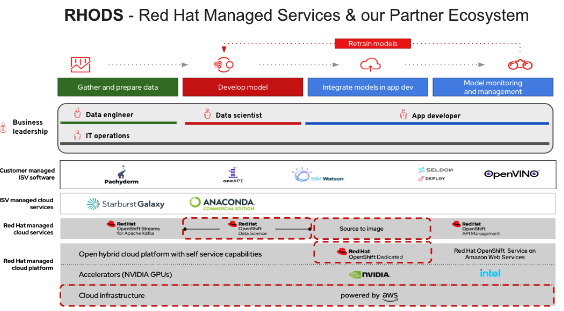 RHODS - Red Hat Managed Services & our Partner Ecosystem
Retrain models
Gather and prepare data
Develop model
Integrate models in app dev
Model monitoring
and management
Business
leadership
Data engineer
Data scientist
App developer
IT operations
Customer managed
ISV software
Pachyderm
oneAPI
IBM Watson
SELDON
DEPLOY
OpenVINO
ISV managed cloud
services
Starburst Galaxy
ANACONDA.
COMMERCIAL EDITION
Red Hat managed
cloud services
Red Hat
OpenShift Streams
for Apache Kafka
Red Hat
OpenShift
Data Science
Source to image
Red Hat
OpenShift
API Management
Red Hat managed
cloud platform
Open hybrid cloud platform with self service capabilities
Red Hat
OpenShift Dedicated
Red Hat OpenShift Service on
Amazon Web Services
Accelerators (NVIDIA GPUs)
NVIDIA
intel
Cloud Infrastructure
powered by aws